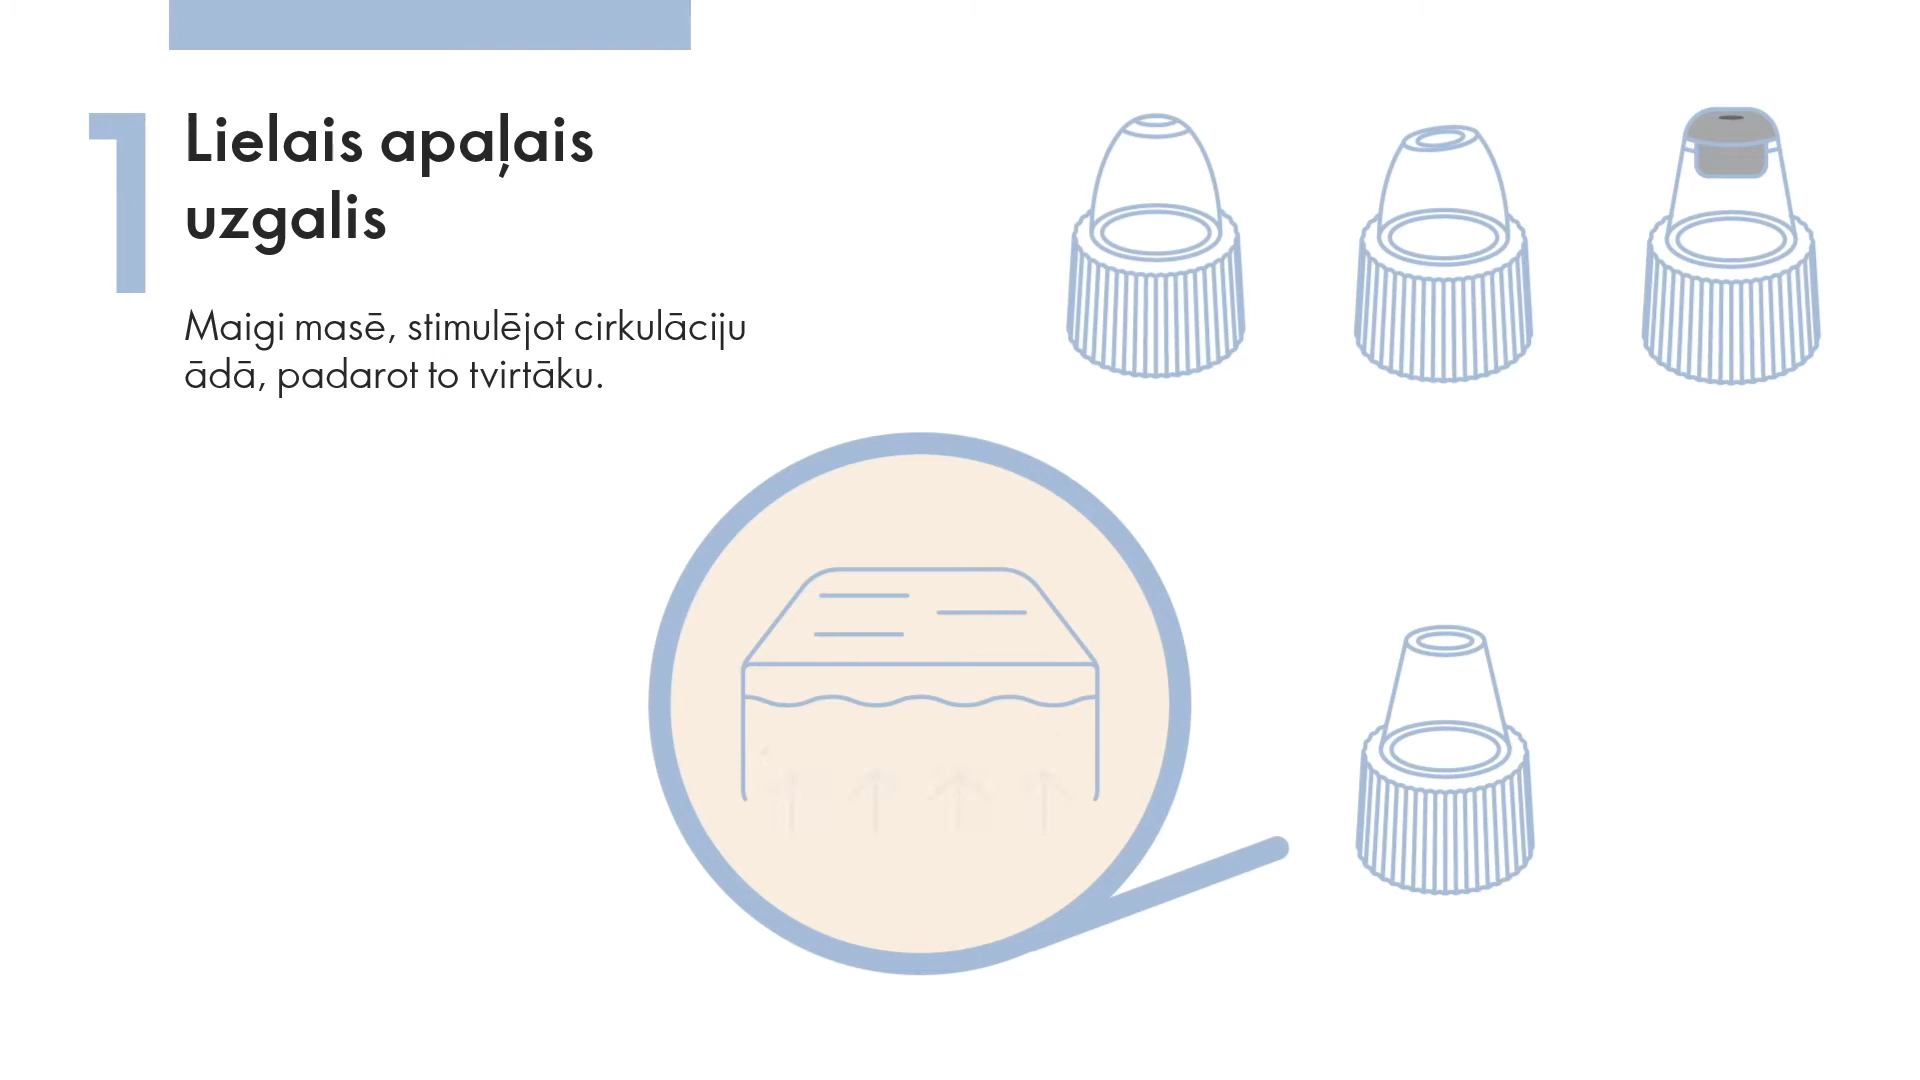 1
Lielais apaļais
uzgalis
Maigi masē, stimulējot cirkulāciju
ādā, padarot to tvirtāku.